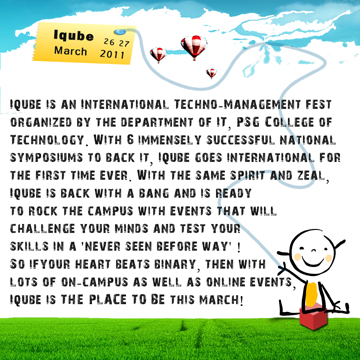 Iqube 26 27
March 2011
IQUBE IS AN INTERNATIONAL TECHNO-MANAGEMENT FEST
ORGANIZED BY THE DEPARTMENT OF IT, PSG COLLEGE OF
TECHNOLOGY. WITH 6 IMMENSELY SUCCESSFUL NATIONAL
SYMPOSIUMS TO BACK IT, IQUBE GOES INTERNATIONAL FOR
THE FIRST TIME EVER. WITH THE SAME SPIRIT AND ZEAL,
IQUBE IS BACK WITH A BANG AND IS READY
TO ROCK THE CAMPUS WITH EVENTS THAT WILL
CHALLENGE YOUR MINDS AND TEST YOUR
SKILLS IN A 'NEVER SEEN BEFORE WAY' !
SO IFYOUR HEART BEATS BINARY, THEN WITH
LOTS OF ON-CAMPUS AS WELL AS ONLINE EVENTS,
IQUBE IS THE PLACE TO BE THIS MARCH!